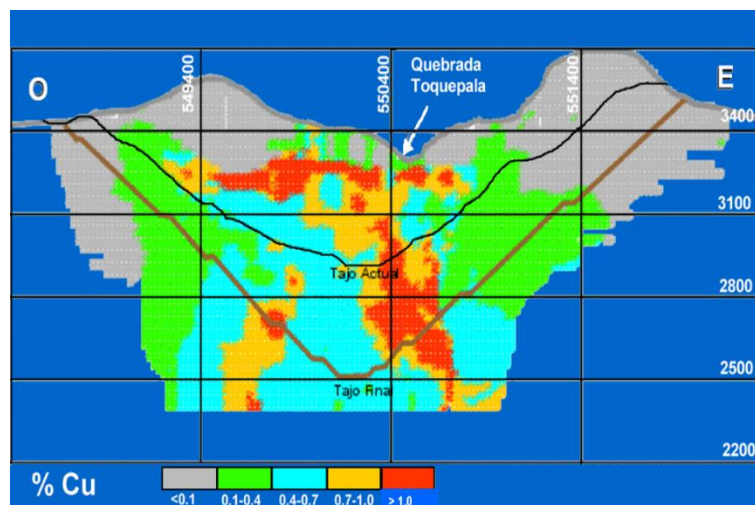 Quebrada
Toquepala
O
549400
550400
551400
E
3400
3100
Tajo Actual
2800
2500
Tajo Final
2200
% Cu
<0.1 0.1-0.4 0.4-0.7 0.7-1.0 > 1.0